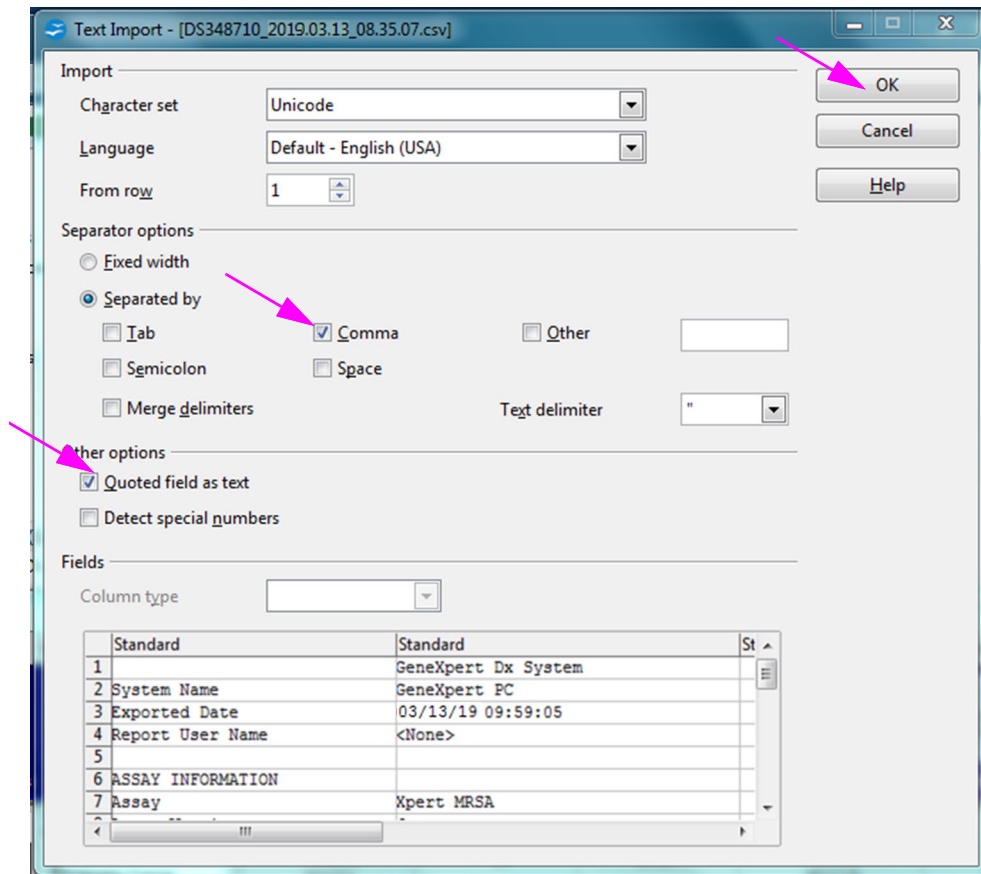 Text Import - [DS348710_2019.03.13_08.35.07.csv]
Import
OK
Character set Unicode
Cancel
Language Default - English (USA)
From row 1
Help
Separator options
Fixed width
Separated by
Tab Comma Other
Semicolon Space
Merge delimiters Text delimiter "
options
Quoted field as text
Detect special numbers
Fields
Column type
Standard Standard St
1 GeneXpert Dx System
2 System Name GeneXpert PC
3 Exported Date 03/13/19 09:59:05
4 Report User Name <None>
5
6 ASSAY INFORMATION
7 Assay Xpert MRSA